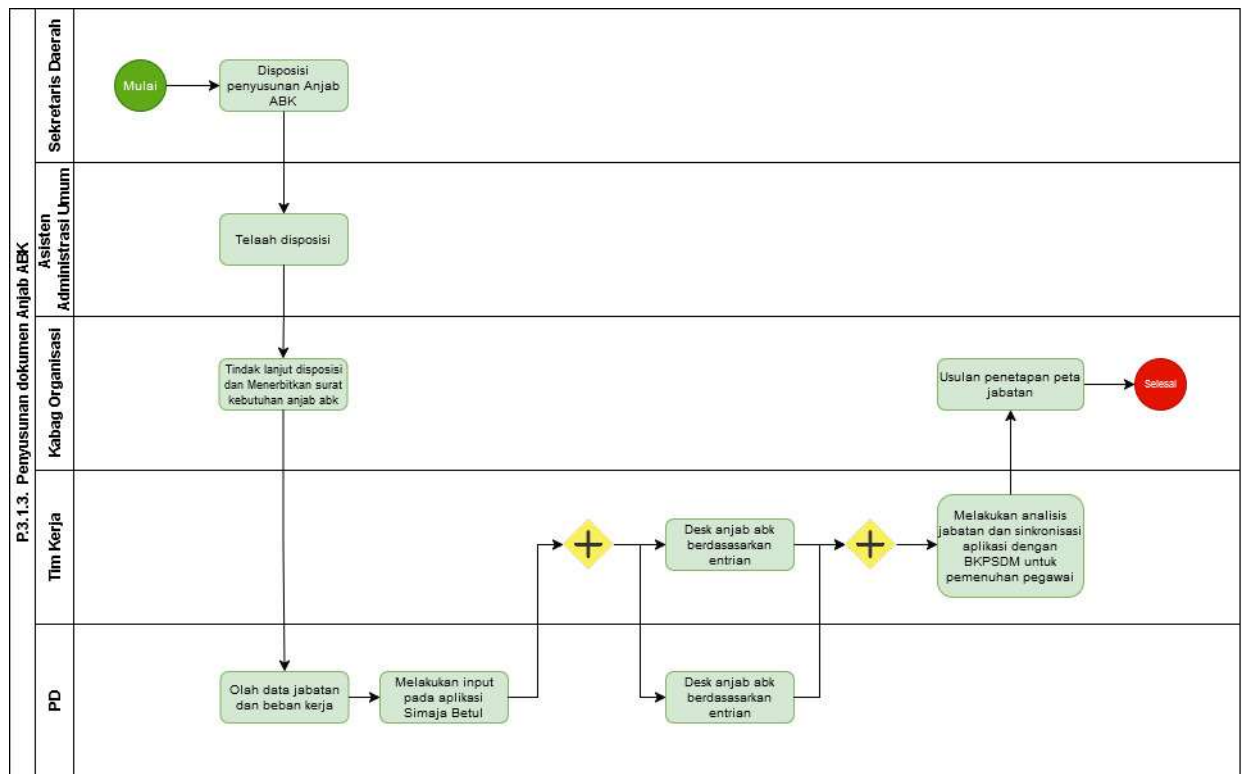 P.3.1.3. Penyusunan dokumen Anjab ABK
Sekretaris Daerah
Mulai
Disposisi
penyusunan Anjab
ABK
Asisten
Administrasi Umum
Telaah disposisi
Kabag Organisasi
Tindak lanjut disposisi
dan Menerbitkan surat
kebutuhan anjab abk
Usulan penetapan peta
jabatan
Selesai
Tim Kerja
Desk anjab abk
berdasasarkan
entrian
Melakukan analisis
jabatan dan sinkronisasi
aplikasi dengan
BKPSDM untuk
pemenuhan pegawai
PD
Olah data jabatan
dan beban kerja
Melakukan input
pada aplikasi
Simaja Betul
Desk anjab abk
berdasasarkan
entrian